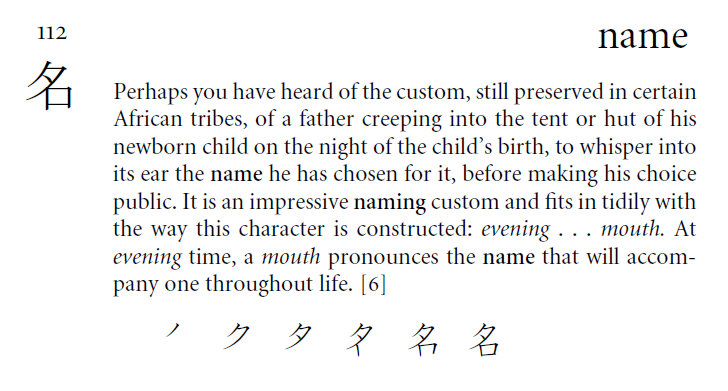 112 name
名
Perhaps you have heard of the custom, still preserved in certain
African tribes, of a father creeping into the tent or hut of his
newborn child on the night of the child’s birth, to whisper into
its ear the name he has chosen for it, before making his choice
public. It is an impressive naming custom and fits in tidily with
the way this character is constructed: evening . . . mouth. At
evening time, a mouth pronounces the name that will accom-
pany one throughout life. [6]
㇒ ク タ 名 名